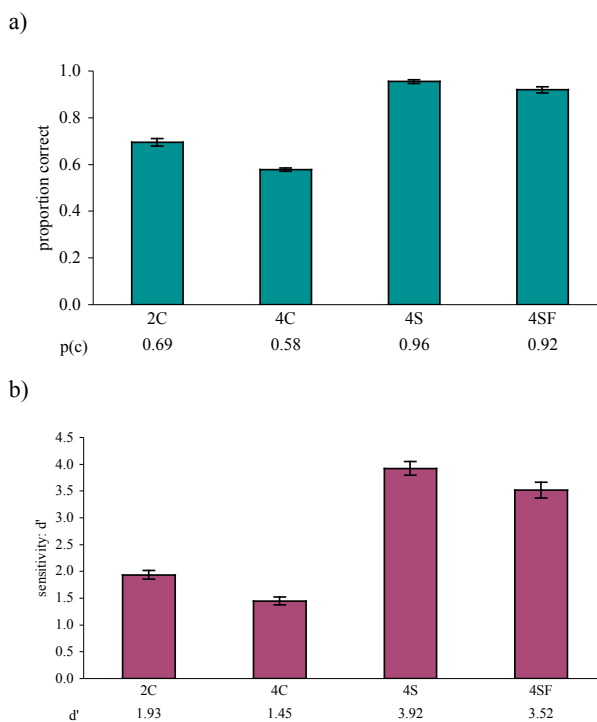 a)
1.0
0.8
0.6
0.4
0.2
0.0
proportion correct
2C 4C 4S 4SF
p(c) 0.69 0.58 0.96 0.92
b)
4.5
4.0
3.5
3.0
2.5
2.0
1.5
1.0
0.5
0.0
sensitivity: d'
2C 4C 4S 4SF
d' 1.93 1.45 3.92 3.52